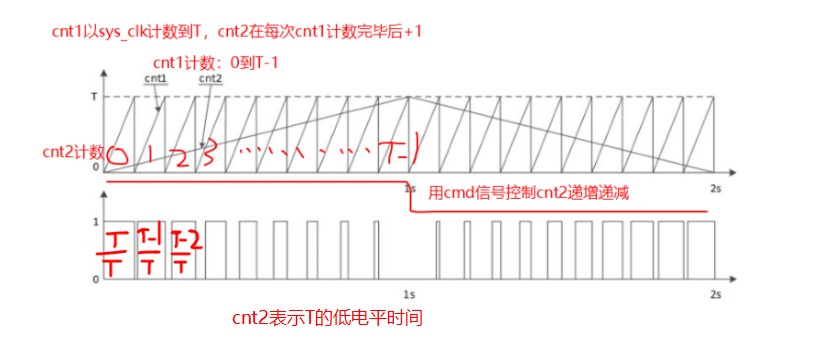 cnt1以sys_clk计数到T，cnt2在每次cnt1计数完毕后+1
cnt1计数：0到T-1
cnt1 cnt2
T
cnt2计数 0 1 2 3 ...... ... T-1
0
1s 2s
用cmd信号控制cnt2递增递减
1
T/T T-1/T T-2/T
0
1s 2s
cnt2表示T的低电平时间